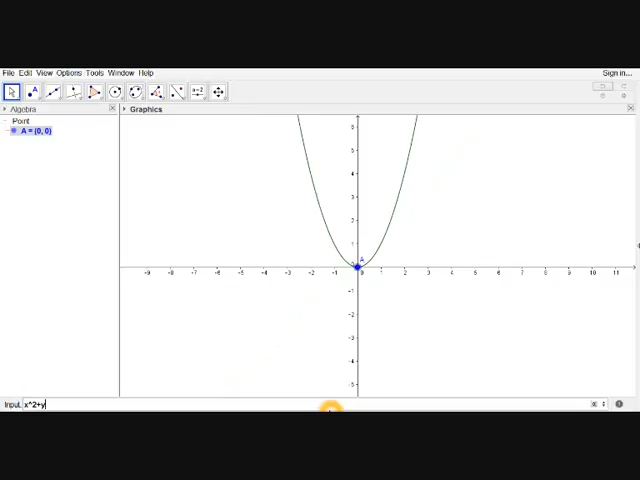 File Edit View Options Tools Window Help
Sign in...
A
a=2
Algebra
Graphics
Point
A = (0, 0)
6
5
4
3
2
1
A
-9 -8 -7 -6 -5 -4 -3 -2 -1 0 1 2 3 4 5 6 7 8 9 10 11
-1
-2
-3
-4
-5
Input: x^2+y